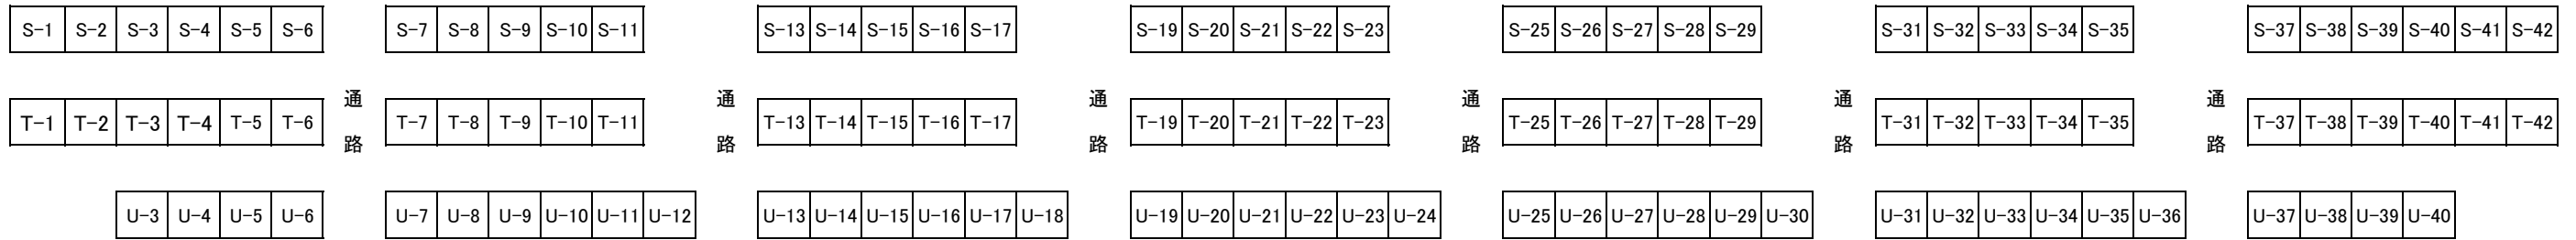 S-1 S-2 S-3 S-4 S-5 S-6 S-7 S-8 S-9 S-10 S-11 S-13 S-14 S-15 S-16 S-17 S-19 S-20 S-21 S-22 S-23 S-25 S-26 S-27 S-28 S-29 S-31 S-32 S-33 S-34 S-35 S-37 S-38 S-39 S-40 S-41 S-42
通 通 通 通 通 通
T-1 T-2 T-3 T-4 T-5 T-6 T-7 T-8 T-9 T-10 T-11 T-13 T-14 T-15 T-16 T-17 T-19 T-20 T-21 T-22 T-23 T-25 T-26 T-27 T-28 T-29 T-31 T-32 T-33 T-34 T-35 T-37 T-38 T-39 T-40 T-41 T-42
路 路 路 路 路 路
U-3 U-4 U-5 U-6 U-7 U-8 U-9 U-10 U-11 U-12 U-13 U-14 U-15 U-16 U-17 U-18 U-19 U-20 U-21 U-22 U-23 U-24 U-25 U-26 U-27 U-28 U-29 U-30 U-31 U-32 U-33 U-34 U-35 U-36 U-37 U-38 U-39 U-40